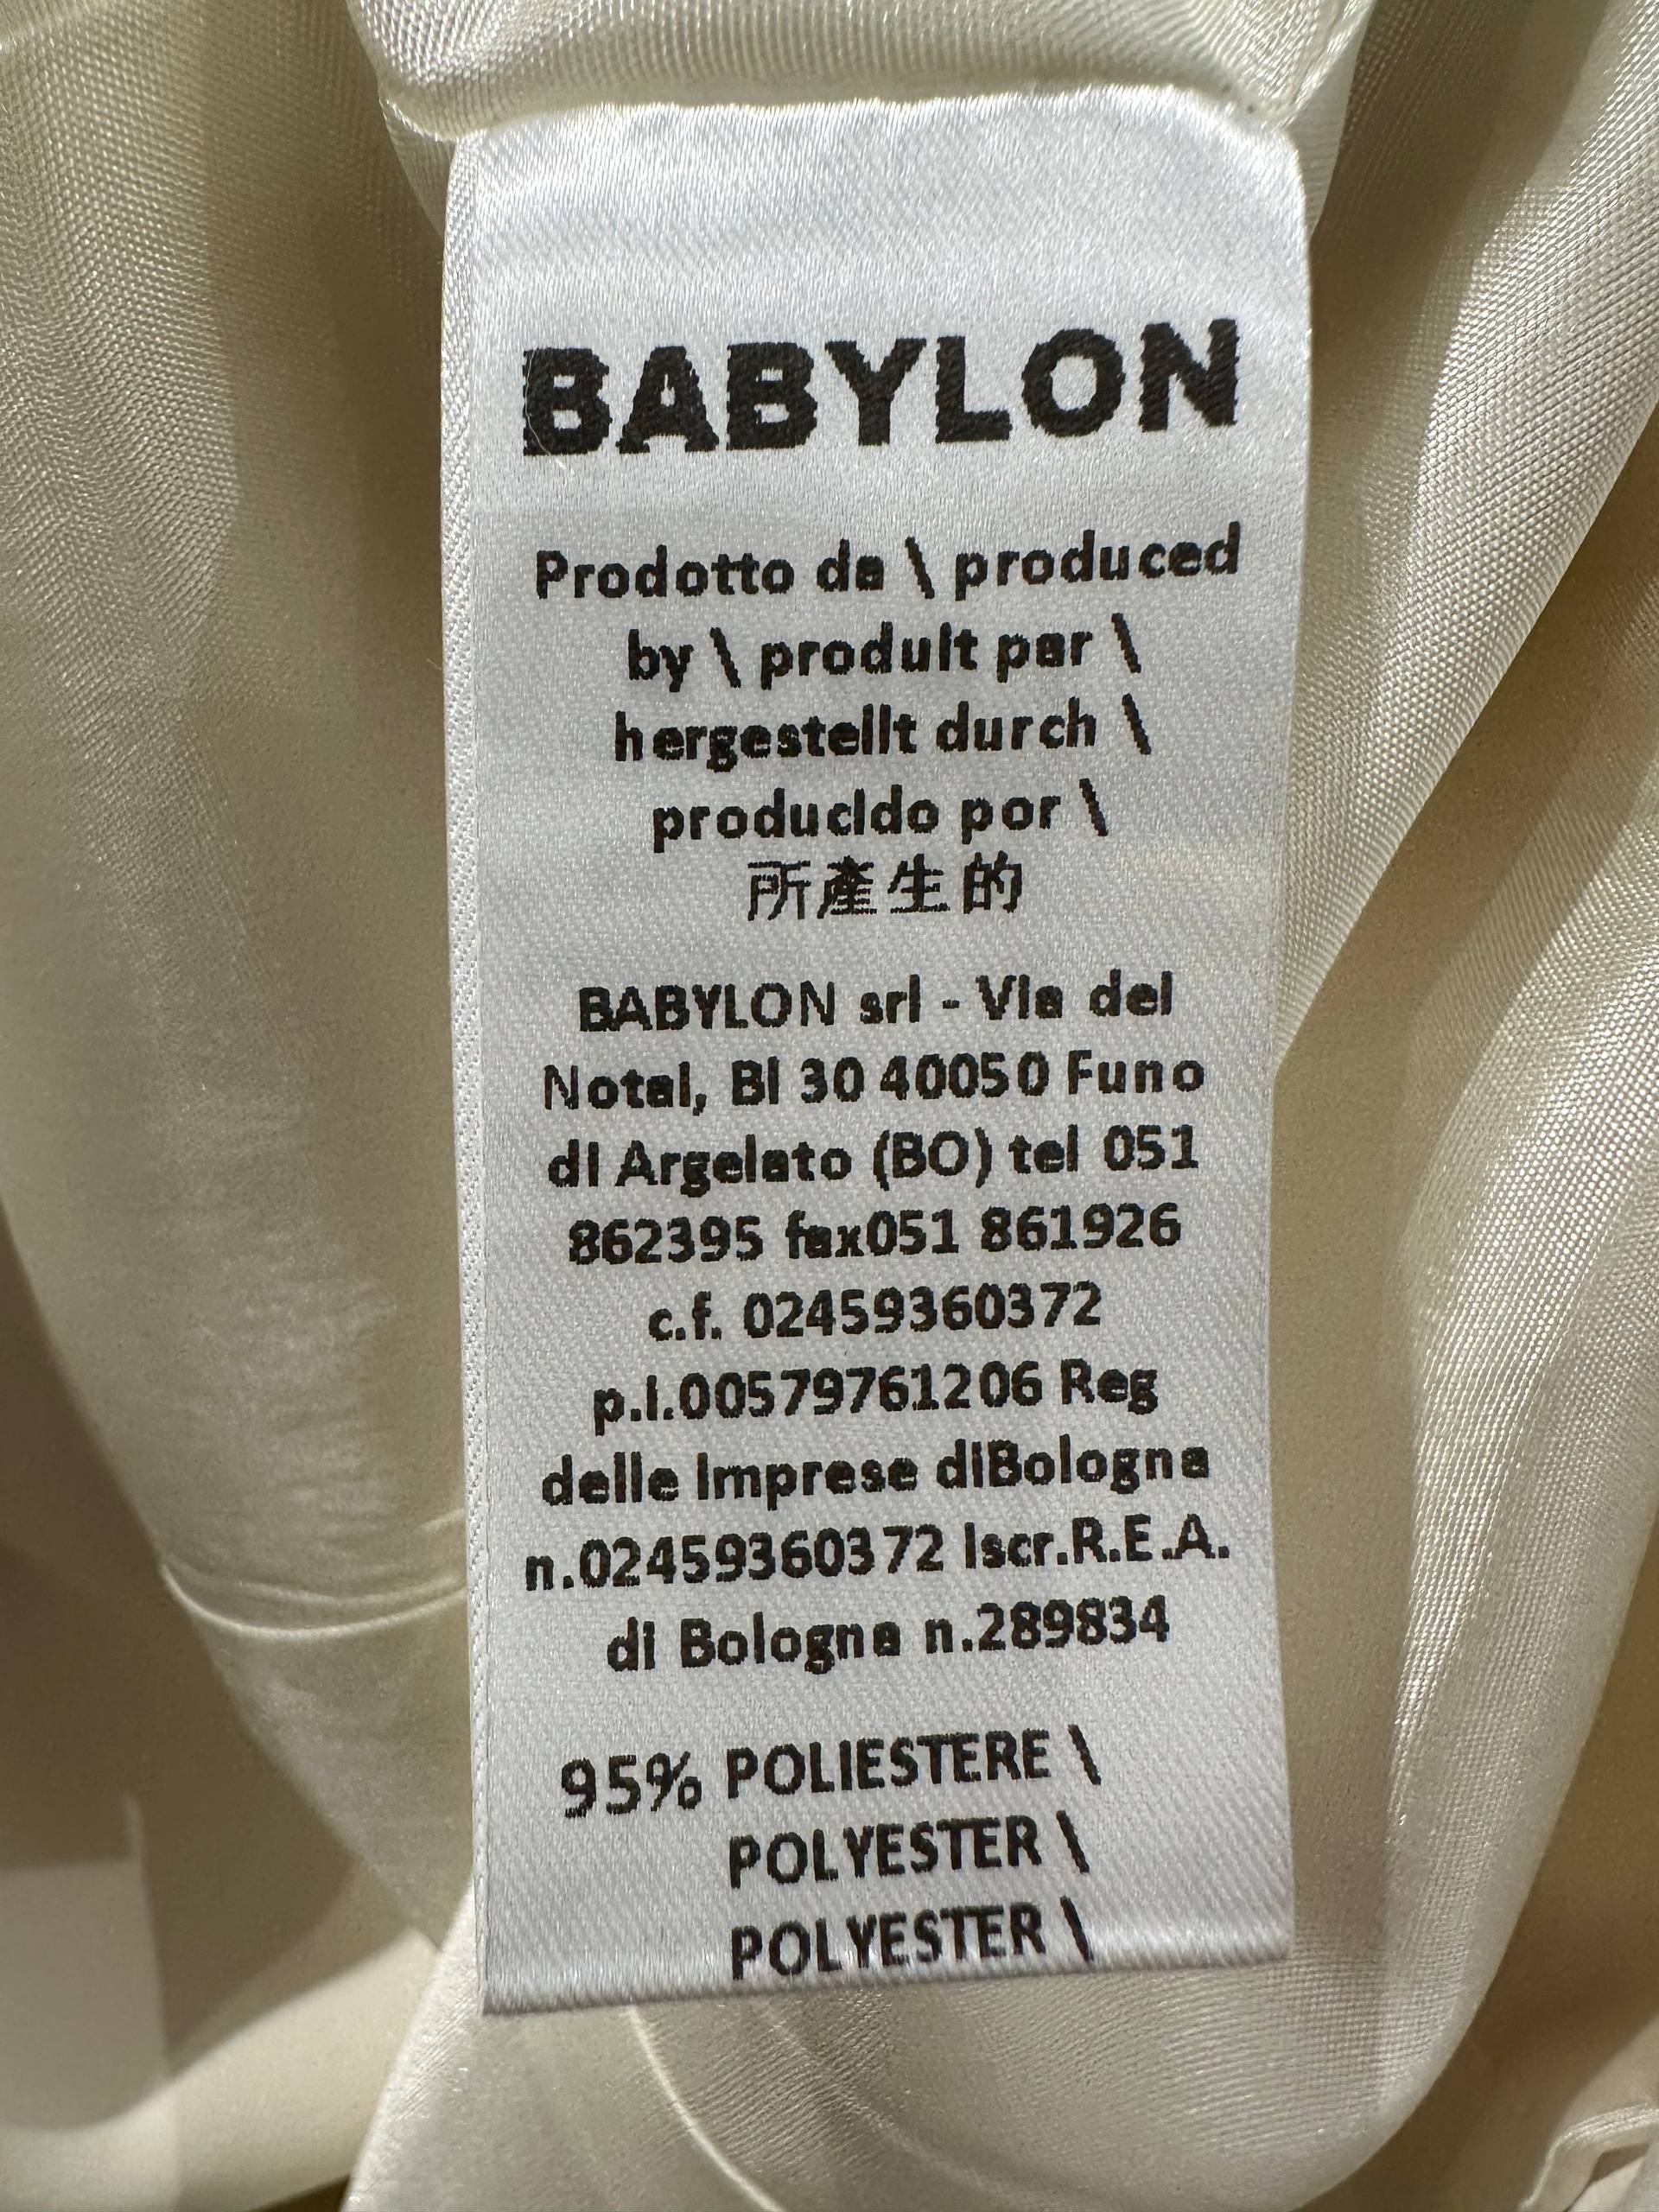 BABYLON
Prodotto da \ produced
by \ produit par \
hergestellt durch \
producido por \
所產生的
BABYLON srl - Via del
Notai, Bl 30 40050 Funo
di Argelato (BO) tel 051
862395 fax051 861926
c.f. 02459360372
p.I.00579761206 Reg
delle Imprese diBologna
n.02459360372 Iscr.R.E.A.
di Bologna n.289834
95% POLIESTERE \
POLYESTER \
POLYESTER \